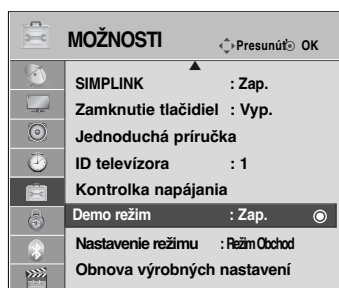 MOŽNOSTI Presunúť OK
SIMPLINK : Zap.
Zamknutie tlačidiel : Vyp.
Jednoduchá príručka
ID televízora : 1
Kontrolka napájania
Demo režim : Zap.
Nastavenie režimu : Režim Obchod
Obnova výrobných nastavení